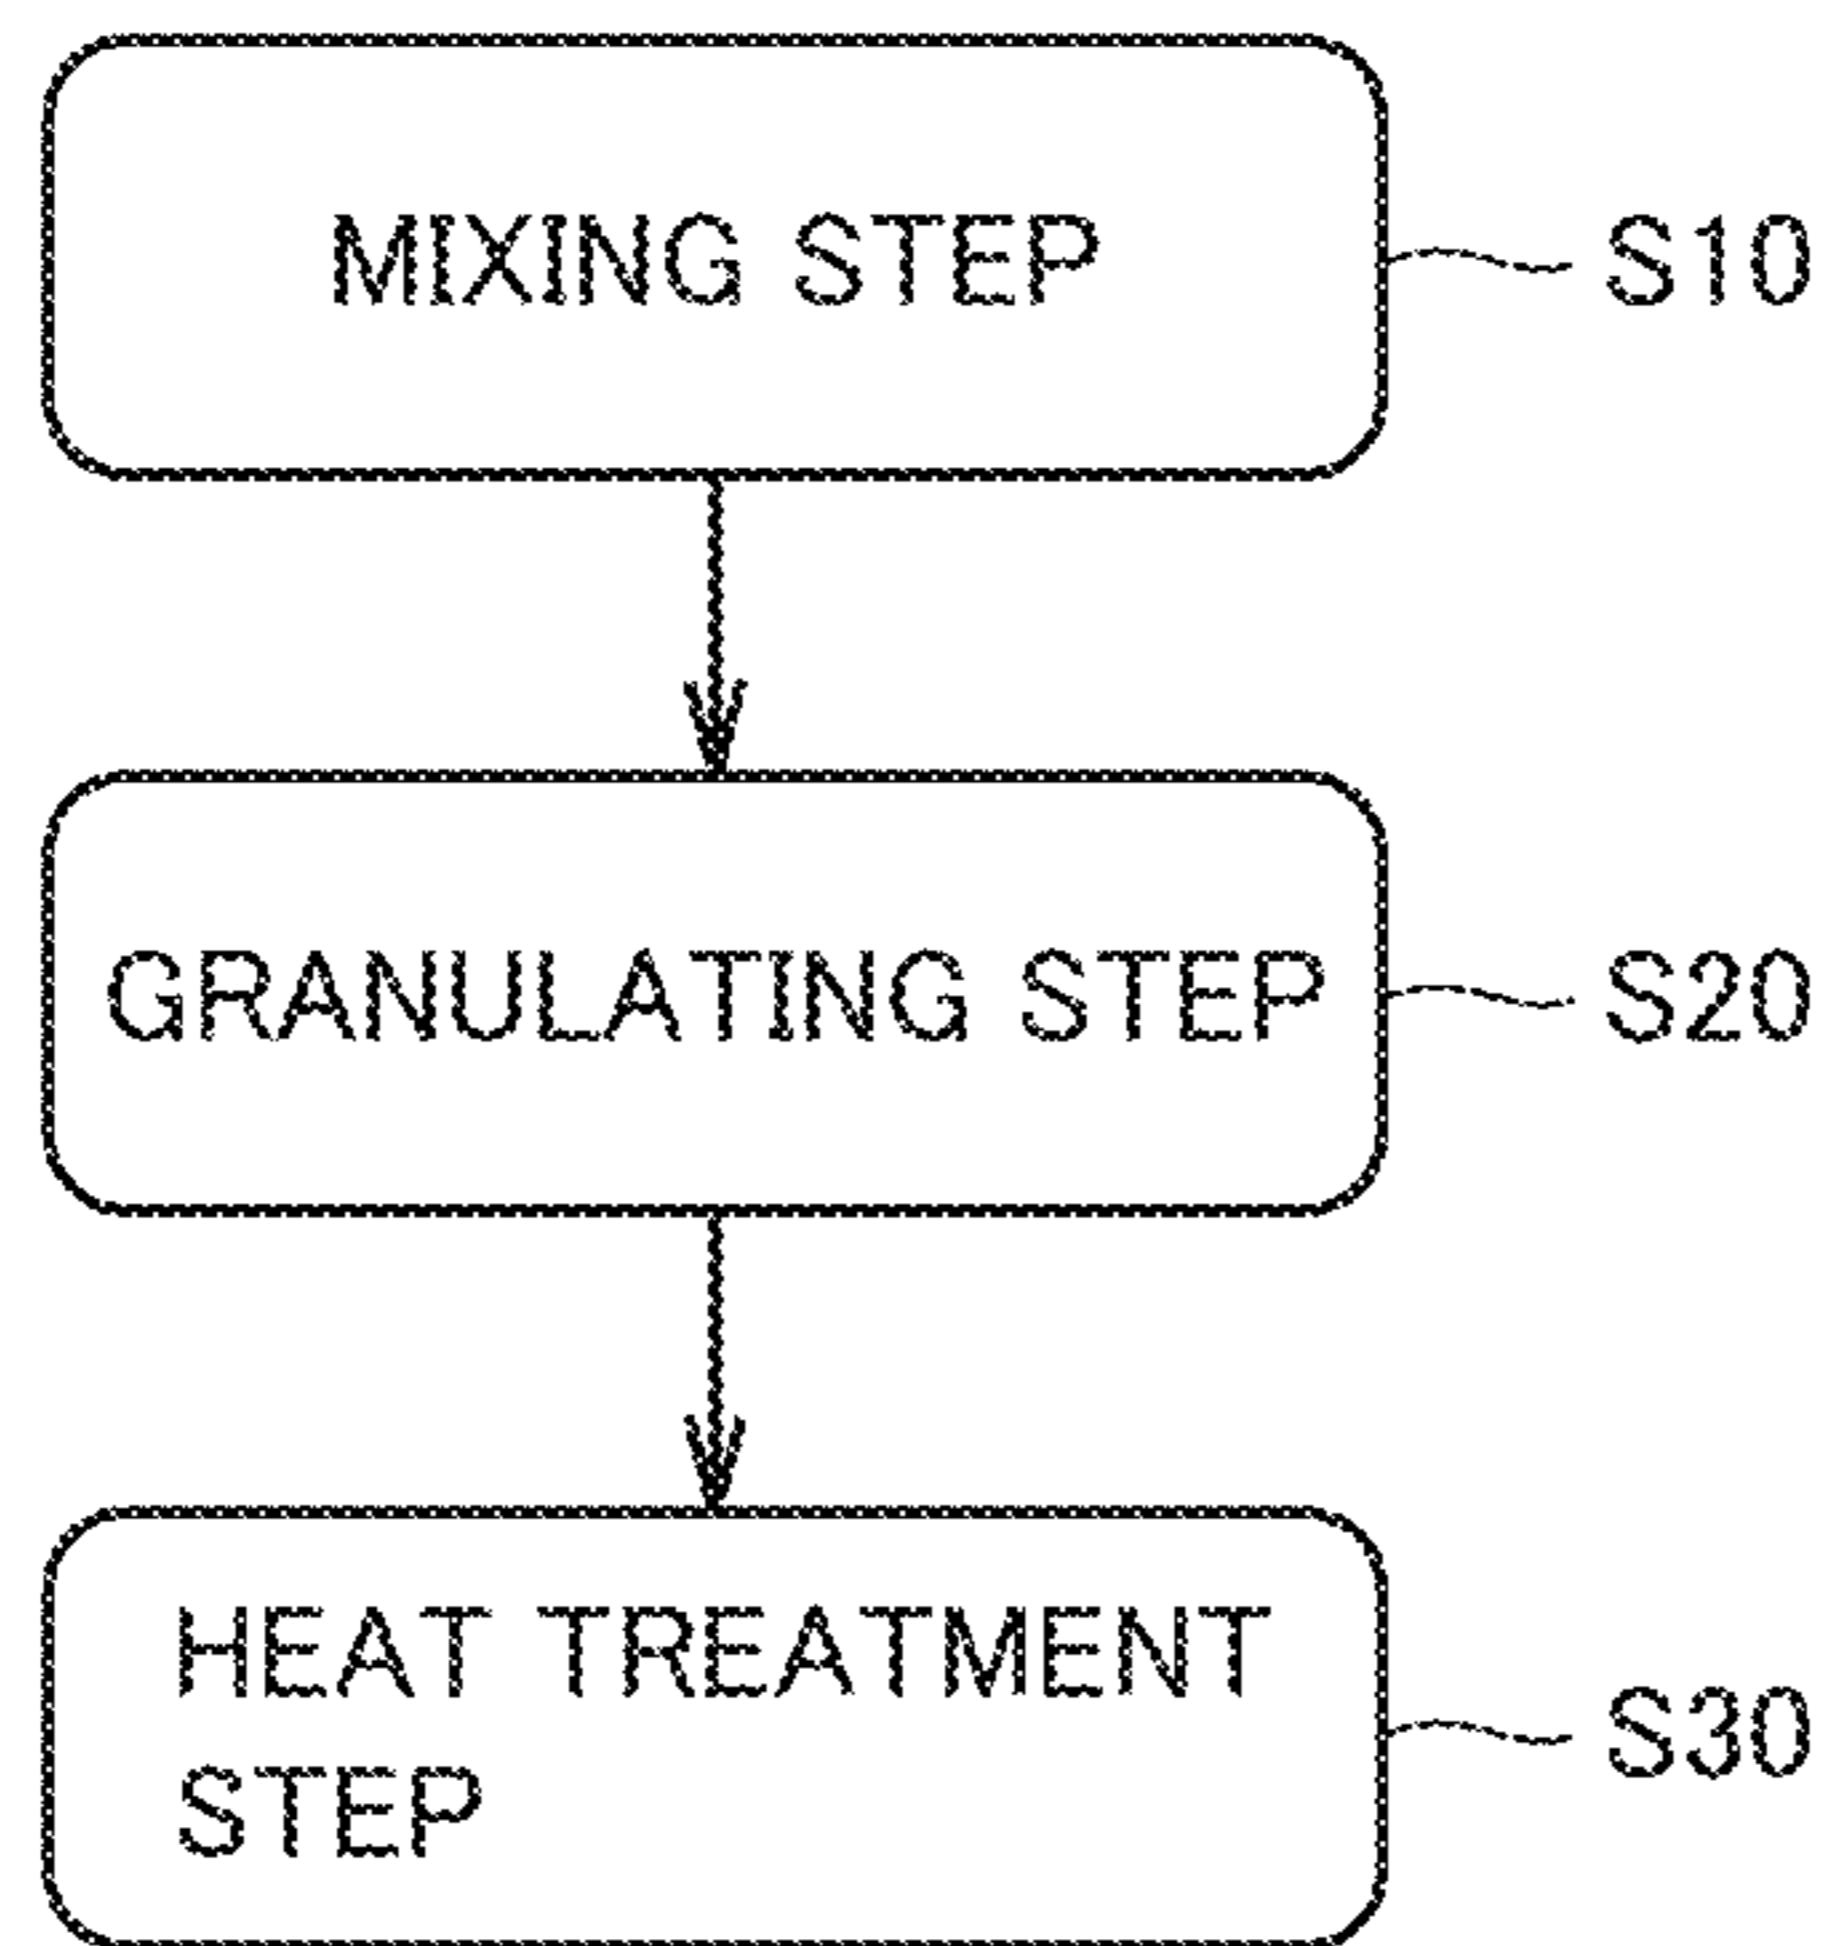 MIXING STEP S10
GRANULATING STEP S20
HEAT TREATMENT
STEP
S30